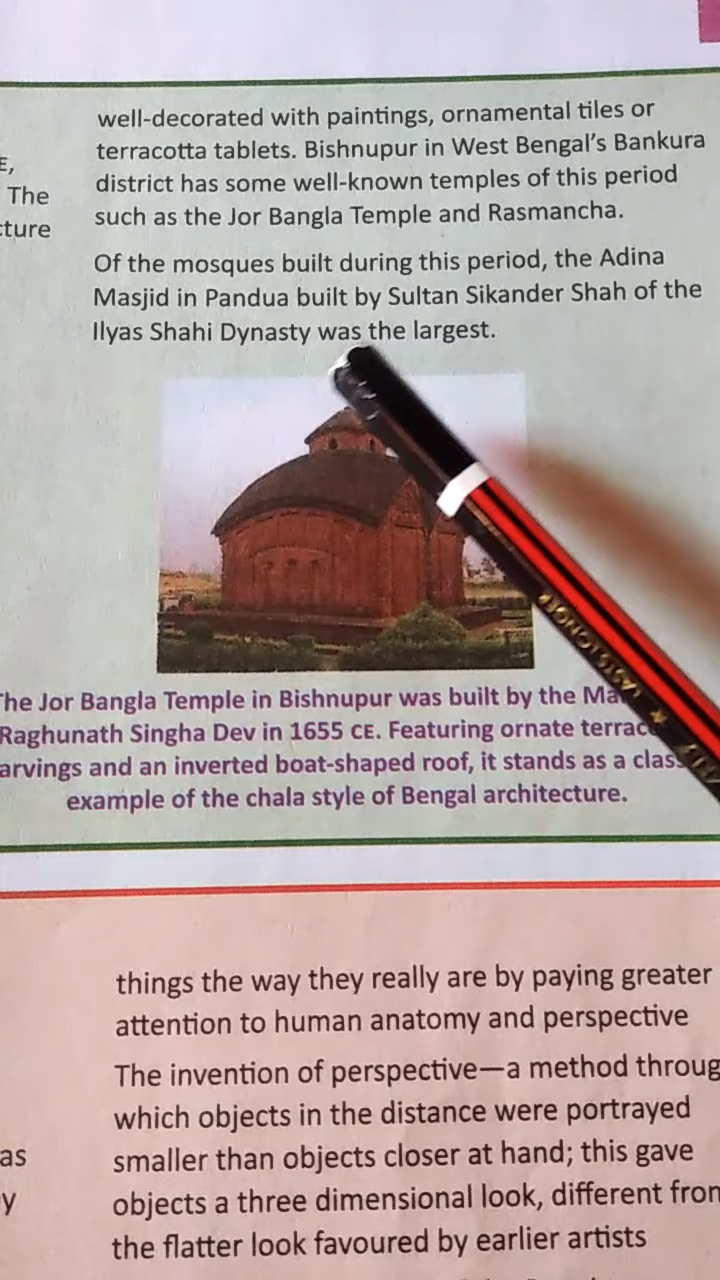 E,
The
cture
well-decorated with paintings, ornamental tiles or
terracotta tablets. Bishnupur in West Bengal's Bankura
district has some well-known temples of this period
such as the Jor Bangla Temple and Rasmancha.
Of the mosques built during this period, the Adina
Masjid in Pandua built by Sultan Sikander Shah of the
Ilyas Shahi Dynasty was the largest.
The Jor Bangla Temple in Bishnupur was built by the
Raghunath Singha Dev in 1655 CE. Featuring ornate
arvings and an inverted boat-shaped roof, it stands as a
example of the chala style of Bengal architecture.
as
y
things the way they really are by paying greater
attention to human anatomy and perspective
The invention of perspective—a method throug
which objects in the distance were portrayed
smaller than objects closer at hand; this gave
objects a three dimensional look, different from
the flatter look favoured by earlier artists